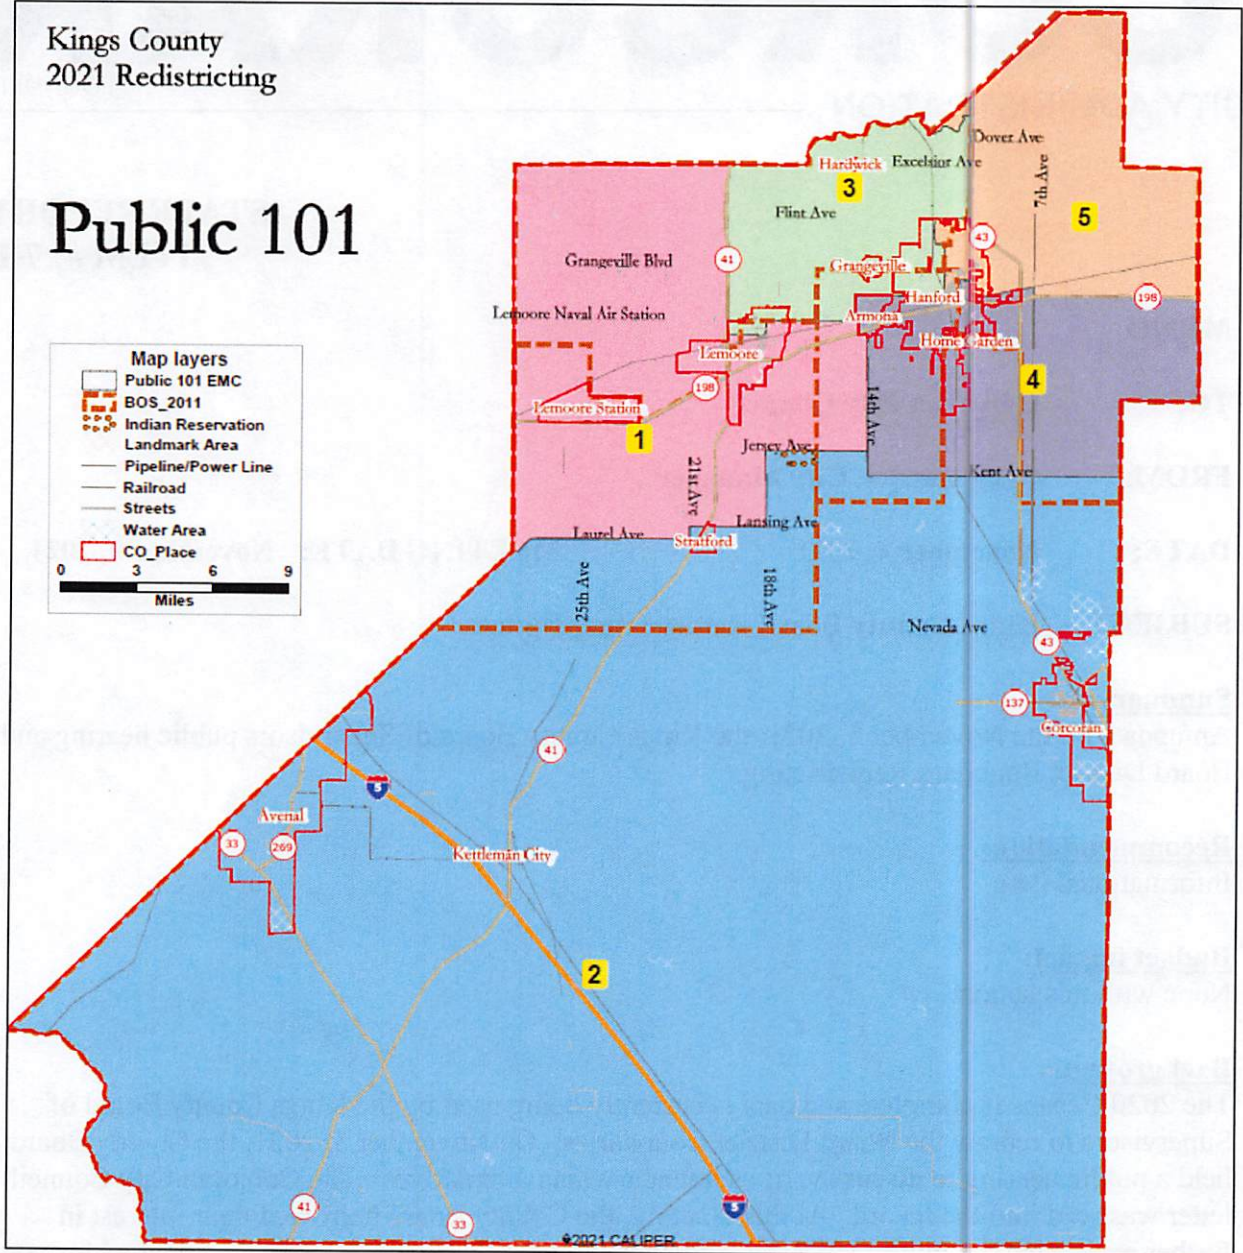 Kings County
2021 Redistricting
Public 101
Dover Ave
Hardwick
Excelsior Ave
3
7th Ave
Flint Ave
5
43
Grangeville Blvd
41
Grangeville
Hanford
198
Lemoore Naval Air Station
Armona
Home Garden
Lemoore
4
198
Lemoore Station
14th Ave
1
Jersey Ave
21st Ave
Kent Ave
Lansing Ave
Laurel Ave
Stratford
25th Ave
18th Ave
Nevada Ave
43
137
Corcoran
41
5
Avenal
33
269
Kettleman City
2
41
33
5
©2021 CALIPER
Map layers
Public 101 EMC
BOS_2011
Indian Reservation
Landmark Area
Pipeline/Power Line
Railroad
Streets
Water Area
CO_Place
0 3 6 9
Miles